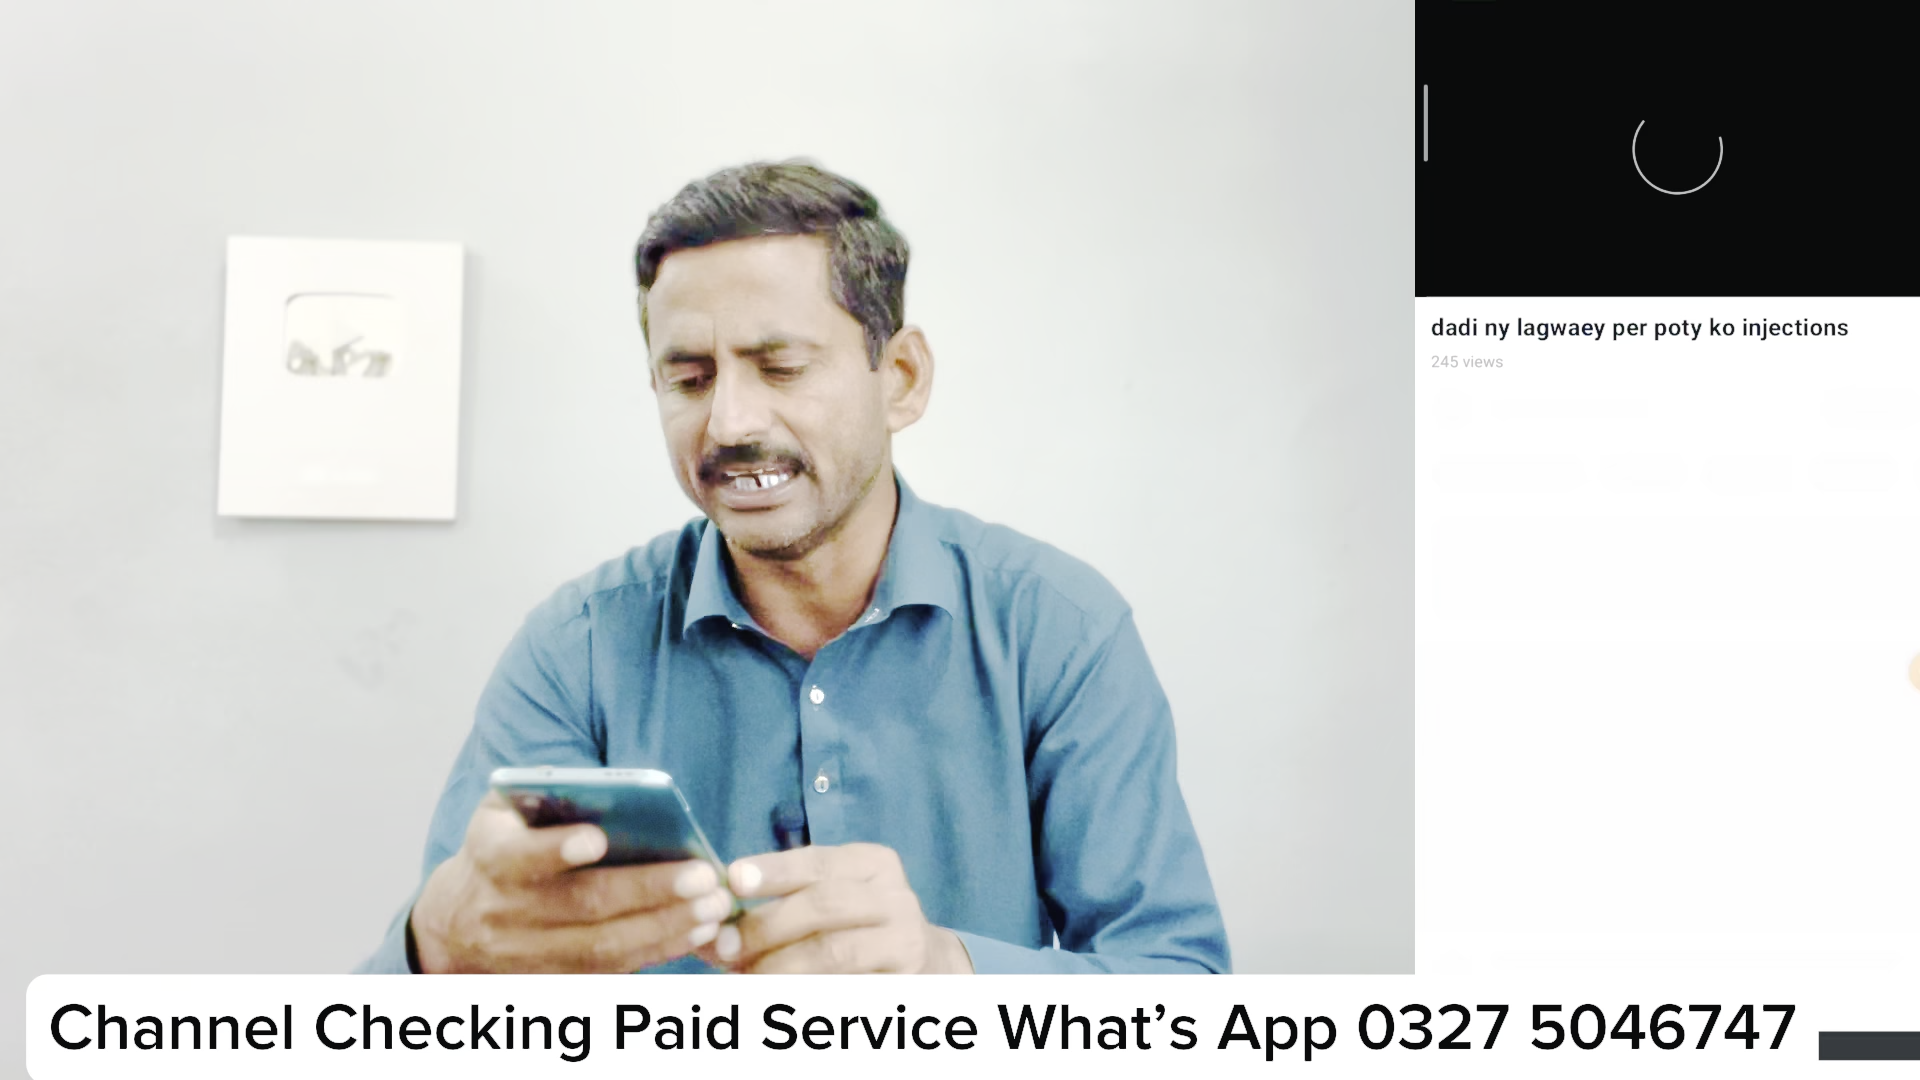 dadi ny lagwaey per poty ko injections
245 views
Channel Checking Paid Service What’s App 0327 5046747